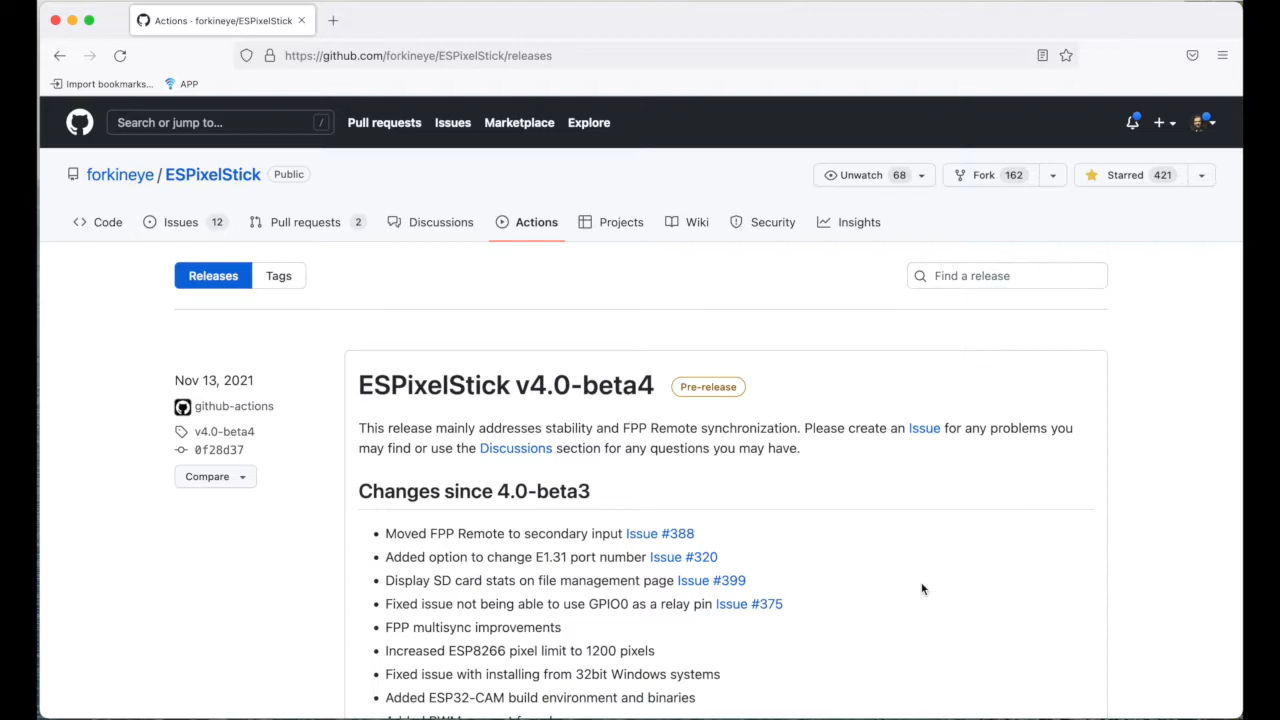 Actions · forkineye/ESPixelStick
https://github.com/forkineye/ESPixelStick/releases
Import bookmarks... APP
Search or jump to... / Pull requests Issues Marketplace Explore
forkineye / ESPixelStick Public Unwatch 68 Fork 162 Starred 421
Code Issues 12 Pull requests 2 Discussions Actions Projects Wiki Security Insights
Releases Tags Find a release
Nov 13, 2021
github-actions
v4.0-beta4
0f28d37
Compare
ESPixelStick v4.0-beta4 Pre-release
This release mainly addresses stability and FPP Remote synchronization. Please create an Issue for any problems you
may find or use the Discussions section for any questions you may have.
Changes since 4.0-beta3
• Moved FPP Remote to secondary input Issue #388
• Added option to change E1.31 port number Issue #320
• Display SD card stats on file management page Issue #399
• Fixed issue not being able to use GPIO0 as a relay pin Issue #375
• FPP multisync improvements
• Increased ESP8266 pixel limit to 1200 pixels
• Fixed issue with installing from 32bit Windows systems
• Added ESP32-CAM build environment and binaries